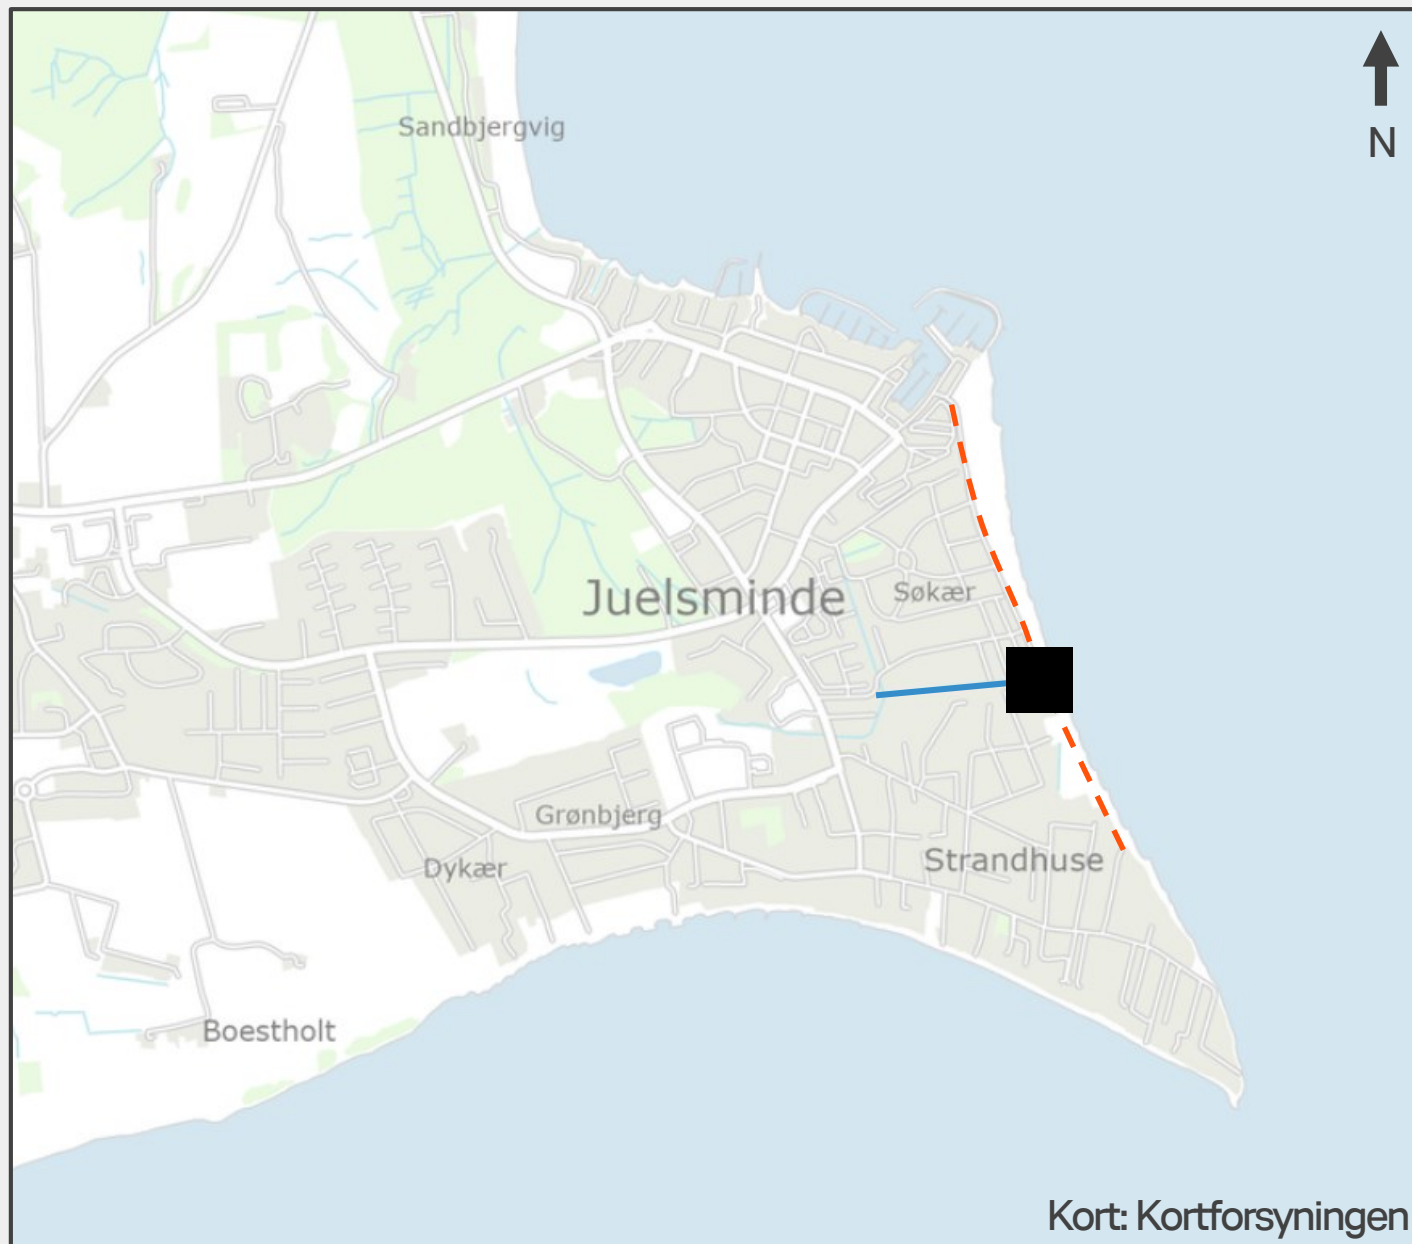 Sandbjergvig
N
Juelsminde
Søkær
Grønbjerg
Dykær
Strandhuse
Boestholt
Kort: Kortforsyningen